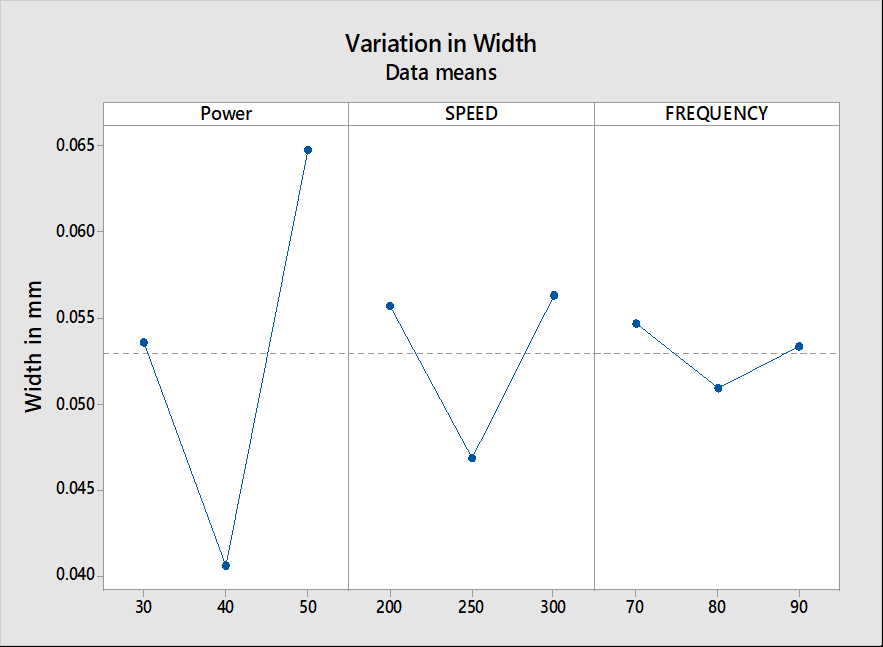 Variation in Width
Data means
Power SPEED FREQUENCY
Width in mm
0.065
0.060
0.055
0.050
0.045
0.040
30 40 50 200 250 300 70 80 90